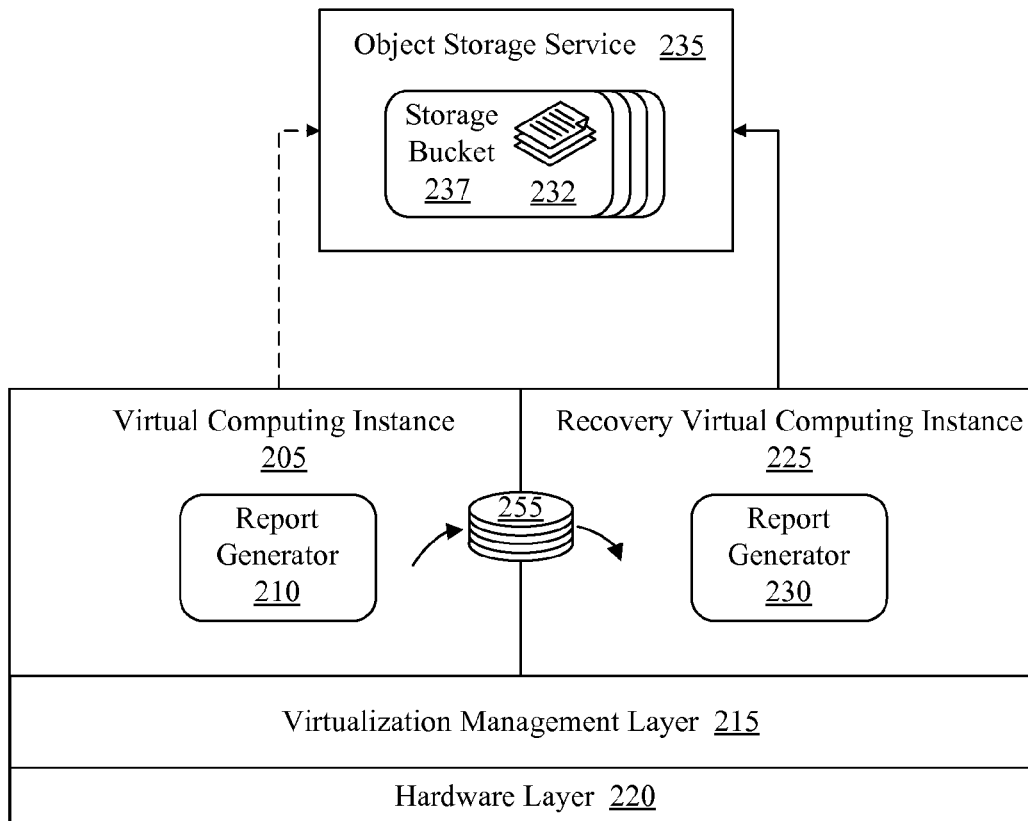 Object Storage Service 235
Storage
Bucket
237
232
Virtual Computing Instance
205
Recovery Virtual Computing Instance
225
255
Report
Generator
210
Report
Generator
230
Virtualization Management Layer 215
Hardware Layer 220